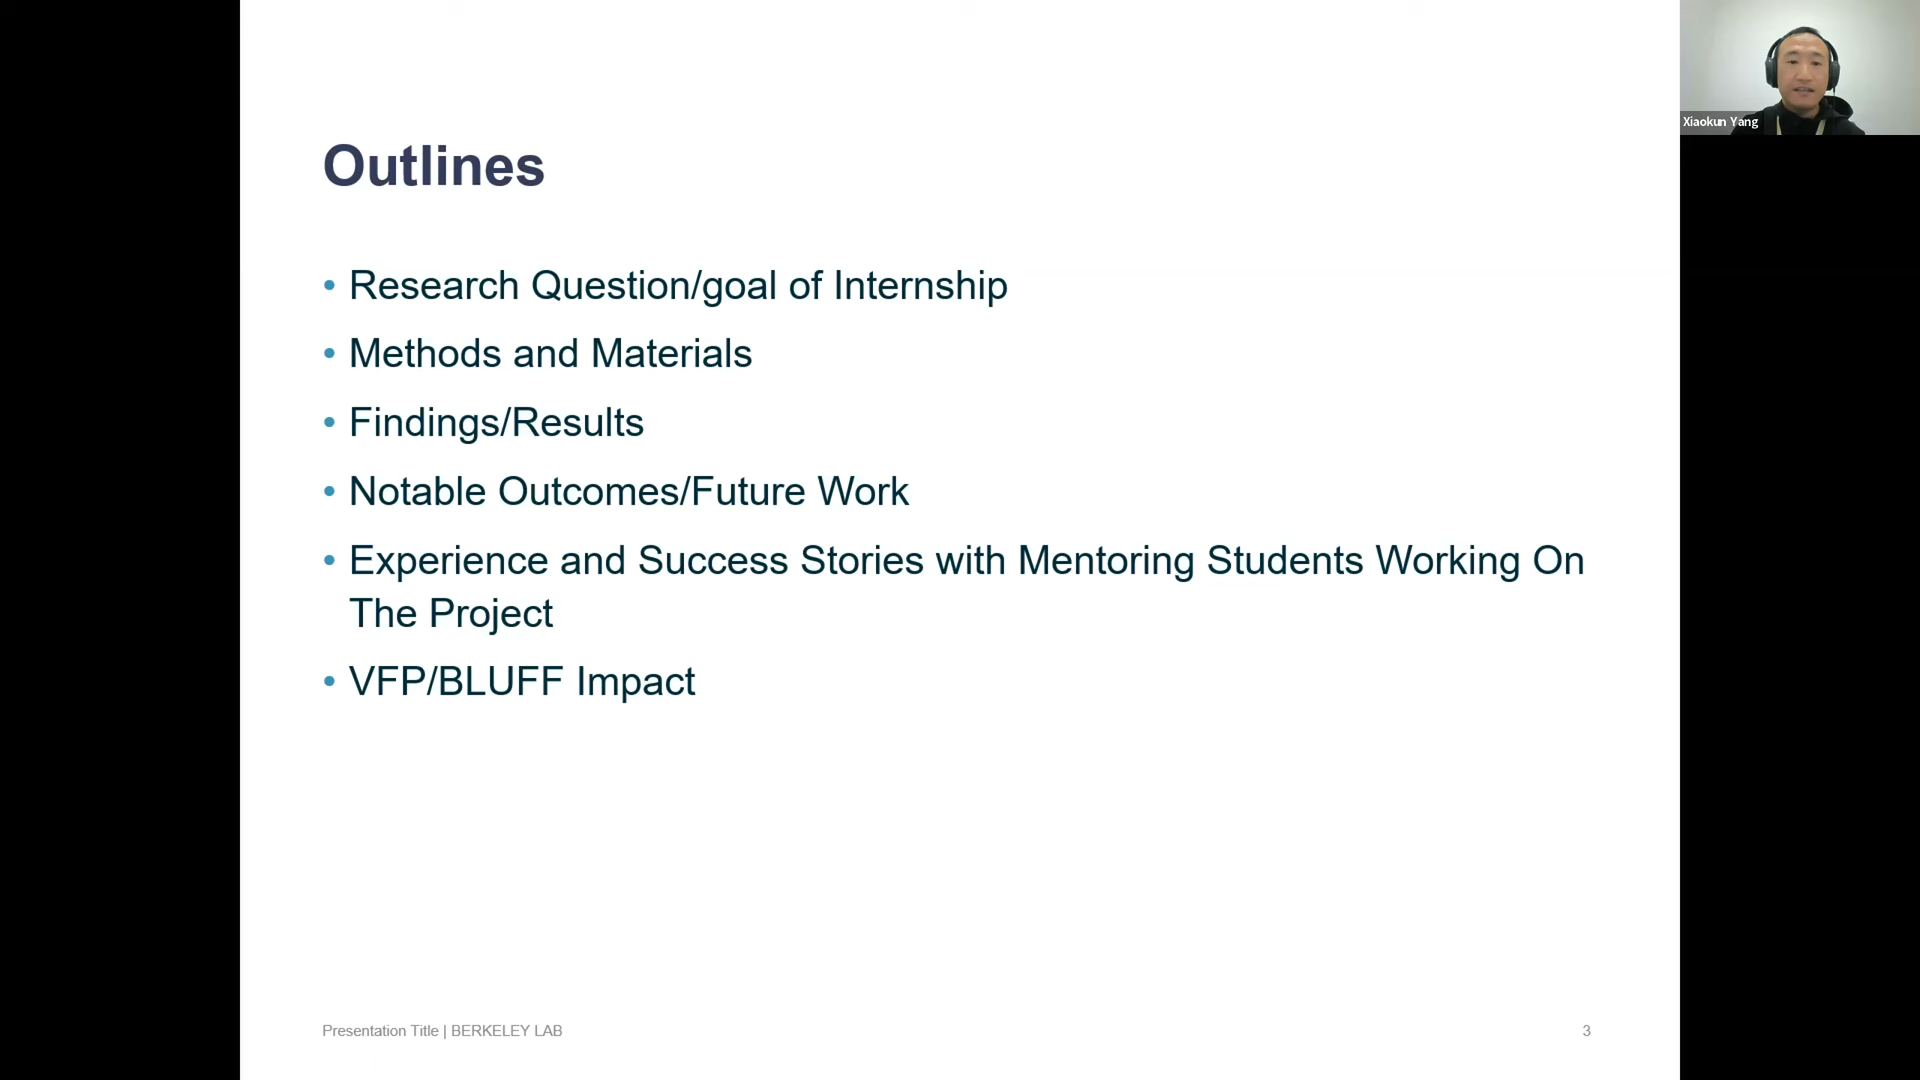 Outlines
• Research Question/goal of Internship
• Methods and Materials
• Findings/Results
• Notable Outcomes/Future Work
• Experience and Success Stories with Mentoring Students Working On
The Project
• VFP/BLUFF Impact
Presentation Title | BERKELEY LAB
3
Xiaokun Yang